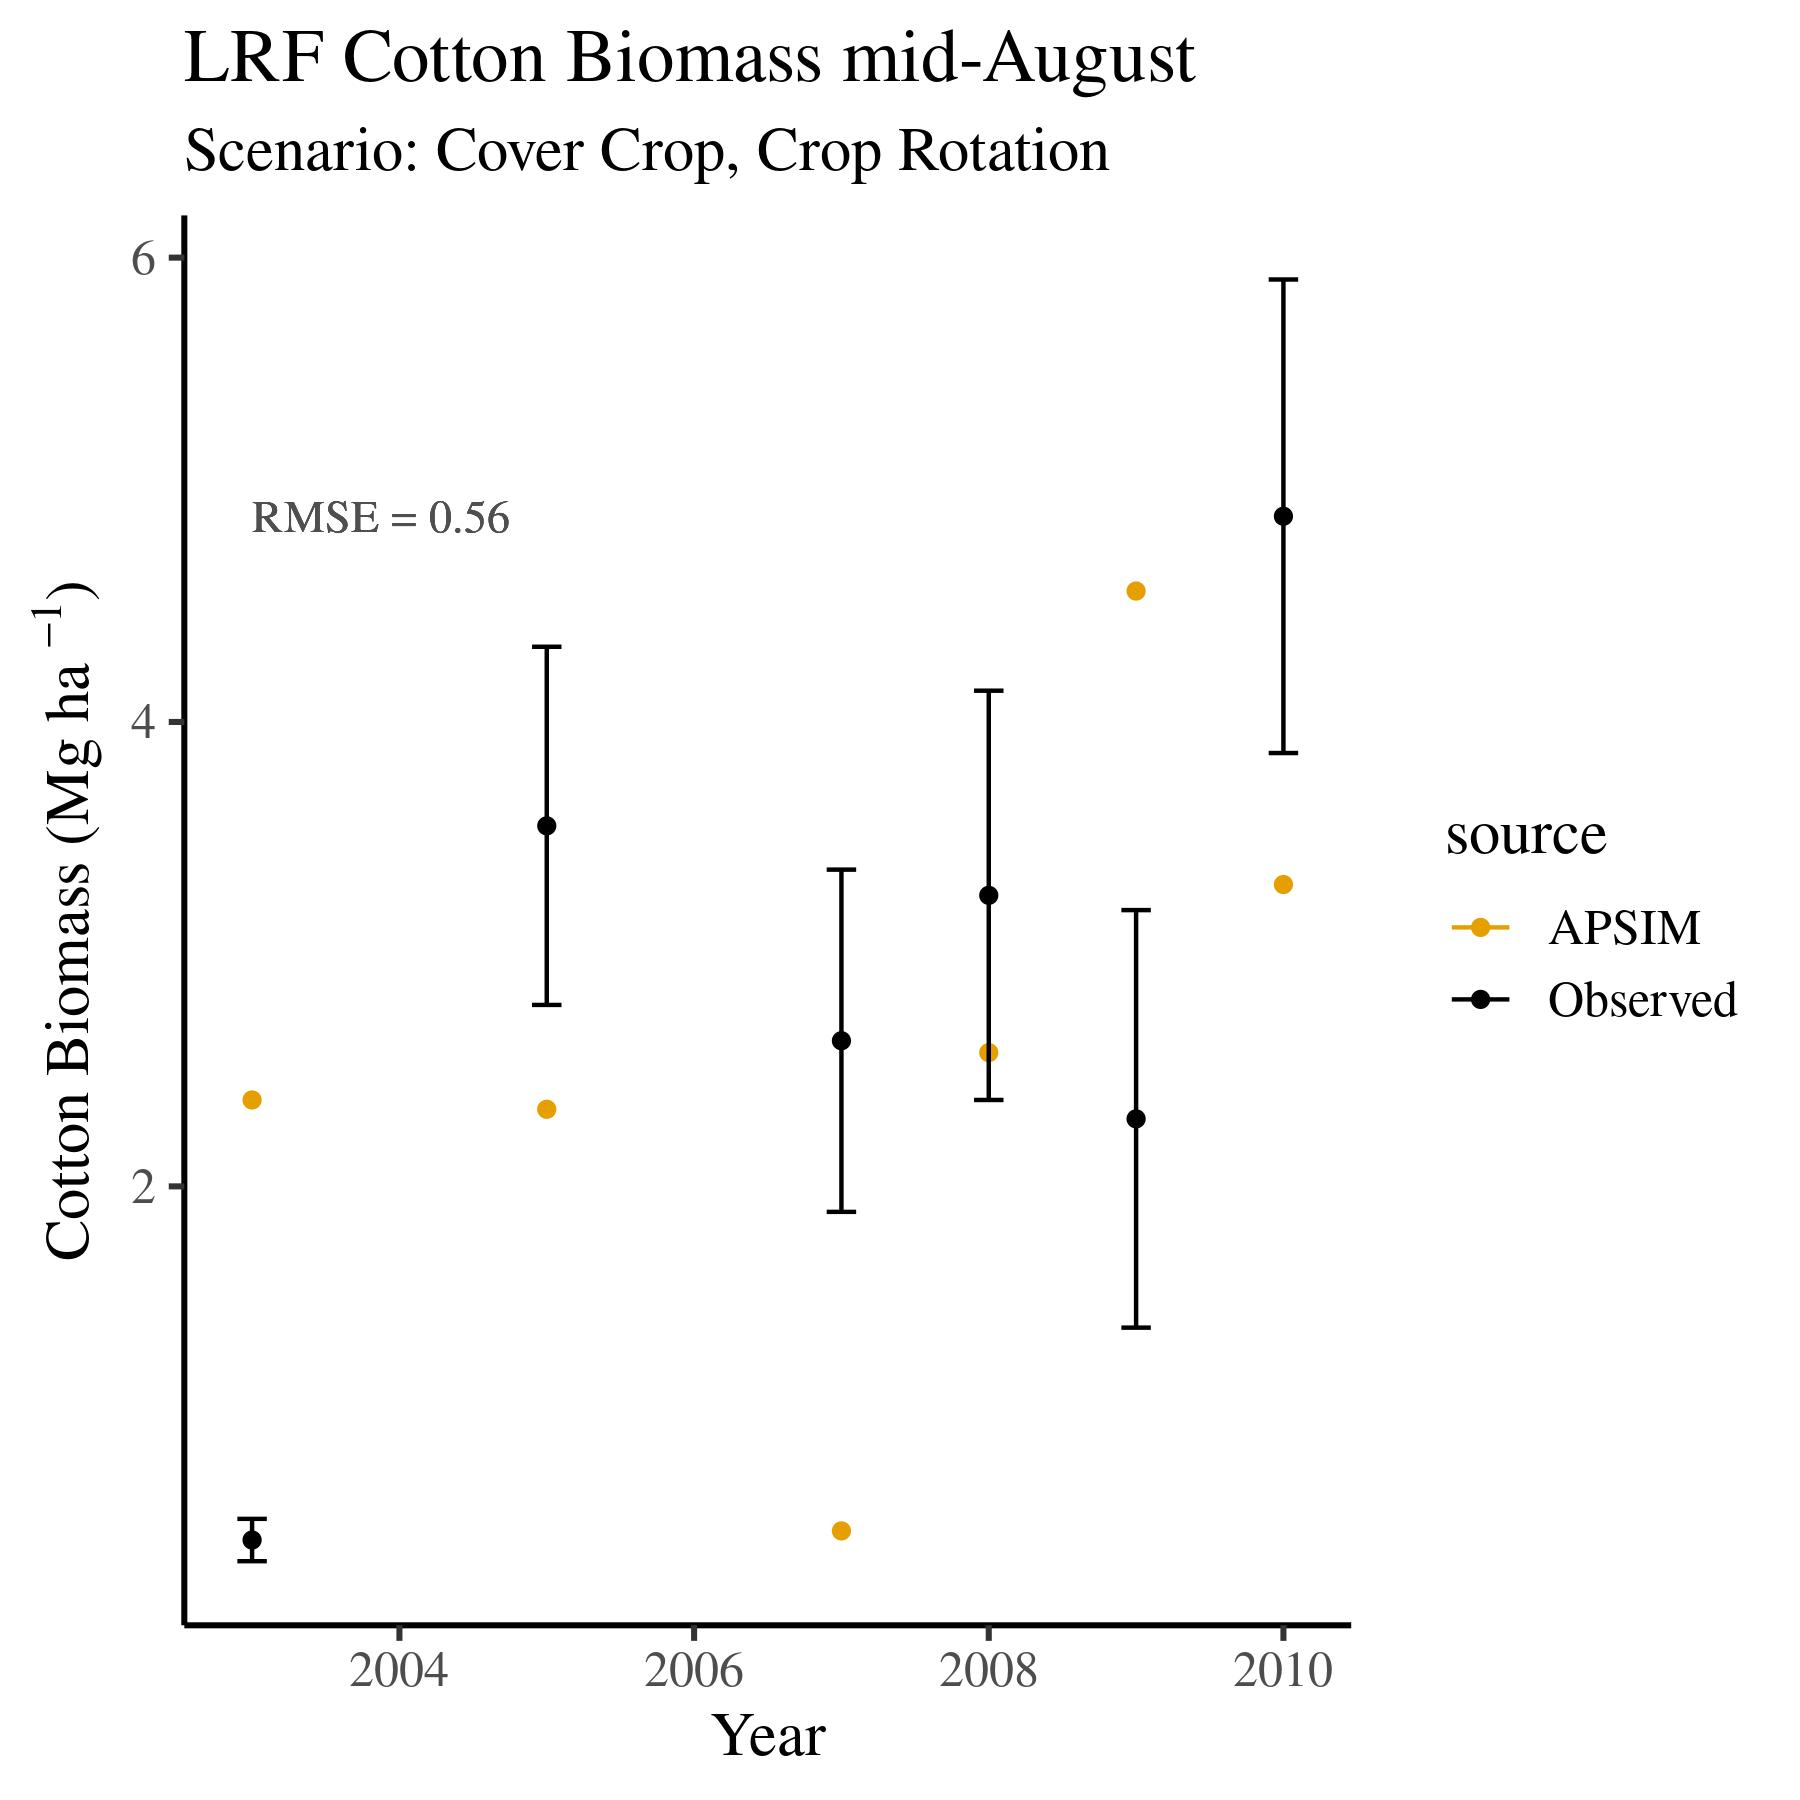 LRF Cotton Biomass mid-August
Scenario: Cover Crop, Crop Rotation
6
4
2
RMSE = 0.56
Cotton Biomass (Mg ha⁻¹)
2004 2006 2008 2010
Year
source
APSIM
Observed